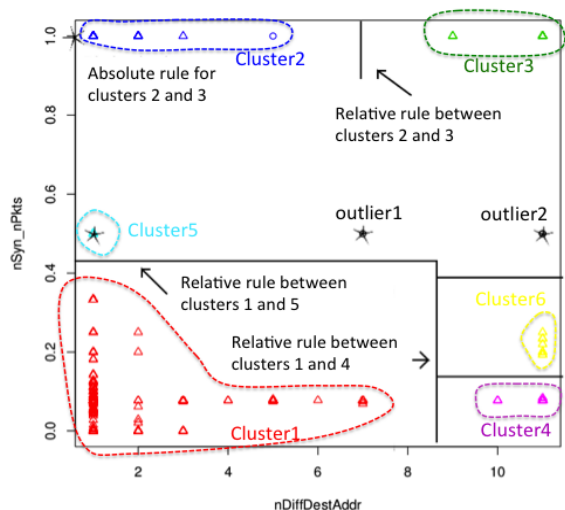 1.0
0.8
0.6
0.4
0.2
0.0
nSyn_nPkts
Absolute rule for
clusters 2 and 3
Cluster2
Cluster3
Relative rule between
clusters 2 and 3
Cluster5
outlier1
outlier2
Relative rule between
clusters 1 and 5
Cluster6
Relative rule between
clusters 1 and 4
Cluster1
Cluster4
2
4
6
8
10
nDiffDestAddr